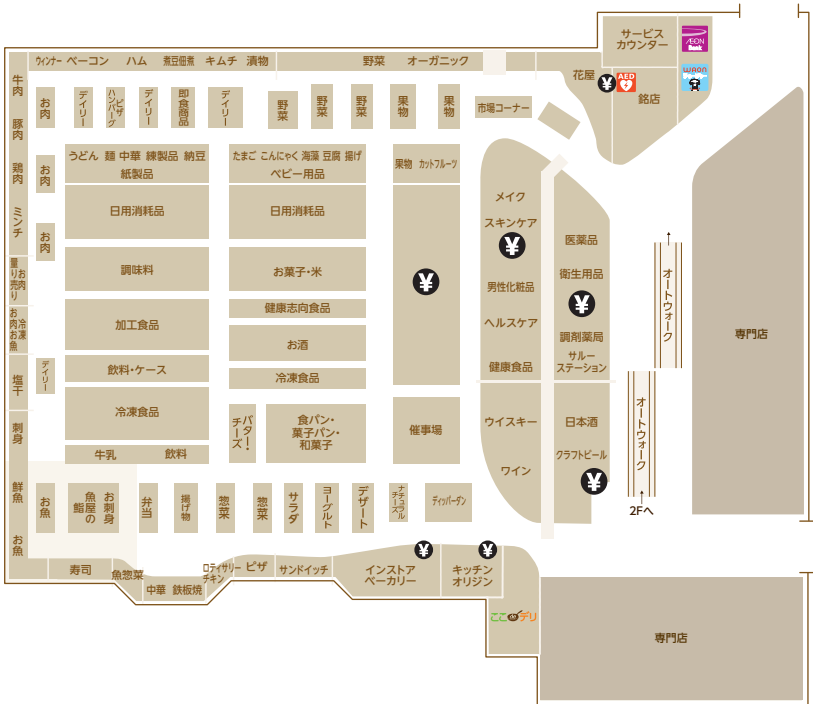 サービス
カウンター
ÆON
Bank
WAON
AED
花屋
¥
銘店
ウィンナー
ベーコン
ハム
煮豆佃煮
キムチ
漬物
野菜
オーガニック
牛肉
豚肉
鶏肉
ミンチ
お肉
量り売り
お肉
冷凍
お魚
塩干
刺身
鮮魚
お魚
お肉
デイリー
ピザ
ハンバーグ
デイリー
即食商品
デイリー
野菜
野菜
野菜
果物
果物
市場コーナー
お肉
お肉
デイリー
うどん 麺 中華 練製品 納豆
紙製品
日用消耗品
調味料
加工食品
飲料・ケース
冷凍食品
牛乳
飲料
たまご こんにゃく 海藻 豆腐 揚げ
ベビー用品
日用消耗品
お菓子・米
健康志向食品
お酒
冷凍食品
バター・
チーズ
食パン・
菓子パン・
和菓子
果物 カットフルーツ
¥
催事場
メイク
スキンケア
¥
男性化粧品
ヘルスケア
健康食品
ウイスキー
ワイン
医薬品
衛生用品
¥
調剤薬局
サルー
ステーション
日本酒
クラフトビール
¥
オートウォーク
オートウォーク
2Fへ
専門店
お魚
お刺身
魚屋の
鮨
弁当
揚げ物
惣菜
惣菜
サラダ
ヨーグルト
デザート
ナチュラル
チーズ
ディッパーダン
寿司
魚惣菜
中華
鉄板焼
ロティサリー
チキン
ピザ
サンドイッチ
インストア
ベーカリー
¥
キッチン
オリジン
¥
ここデリ
専門店